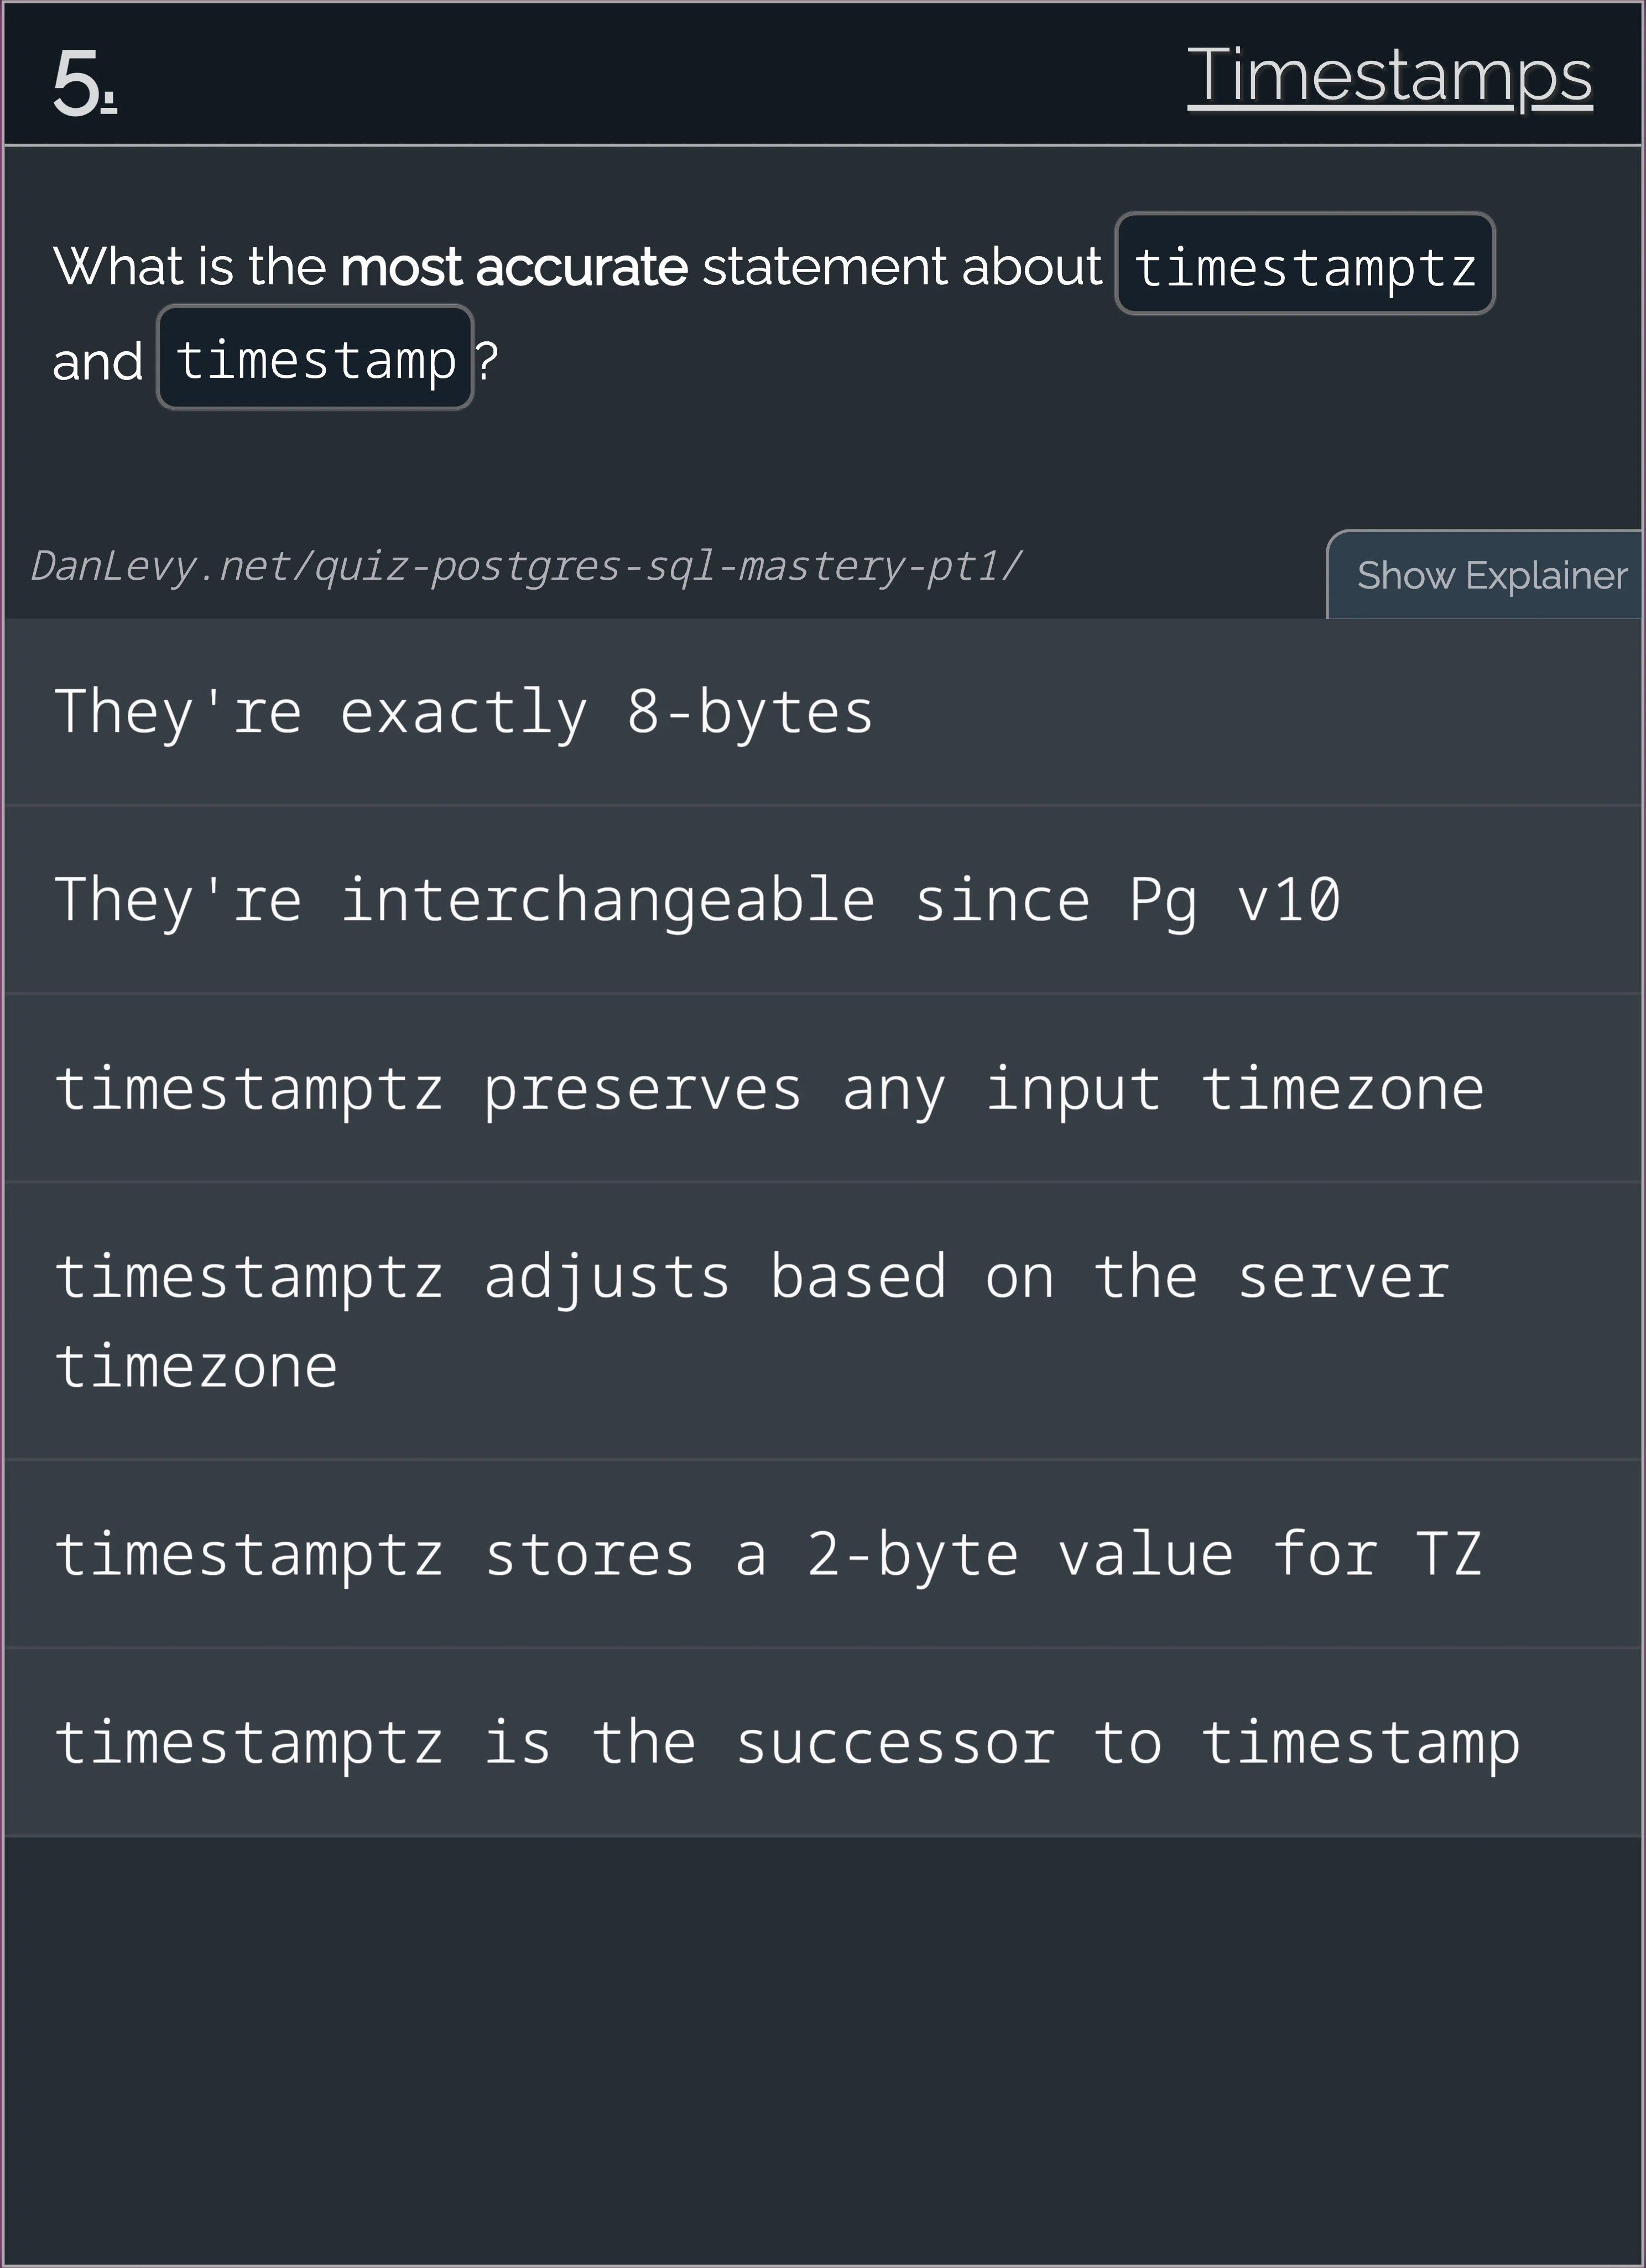 5.
Timestamps
What is the most accurate statement about timestamptz
and timestamp?
DanLevy.net/quiz-postgres-sql-mastery-pt1/
Show Explainer
They're exactly 8-bytes
They're interchangeable since Pg v10
timestamptz preserves any input timezone
timestamptz adjusts based on the server
timezone
timestamptz stores a 2-byte value for TZ
timestamptz is the successor to timestamp